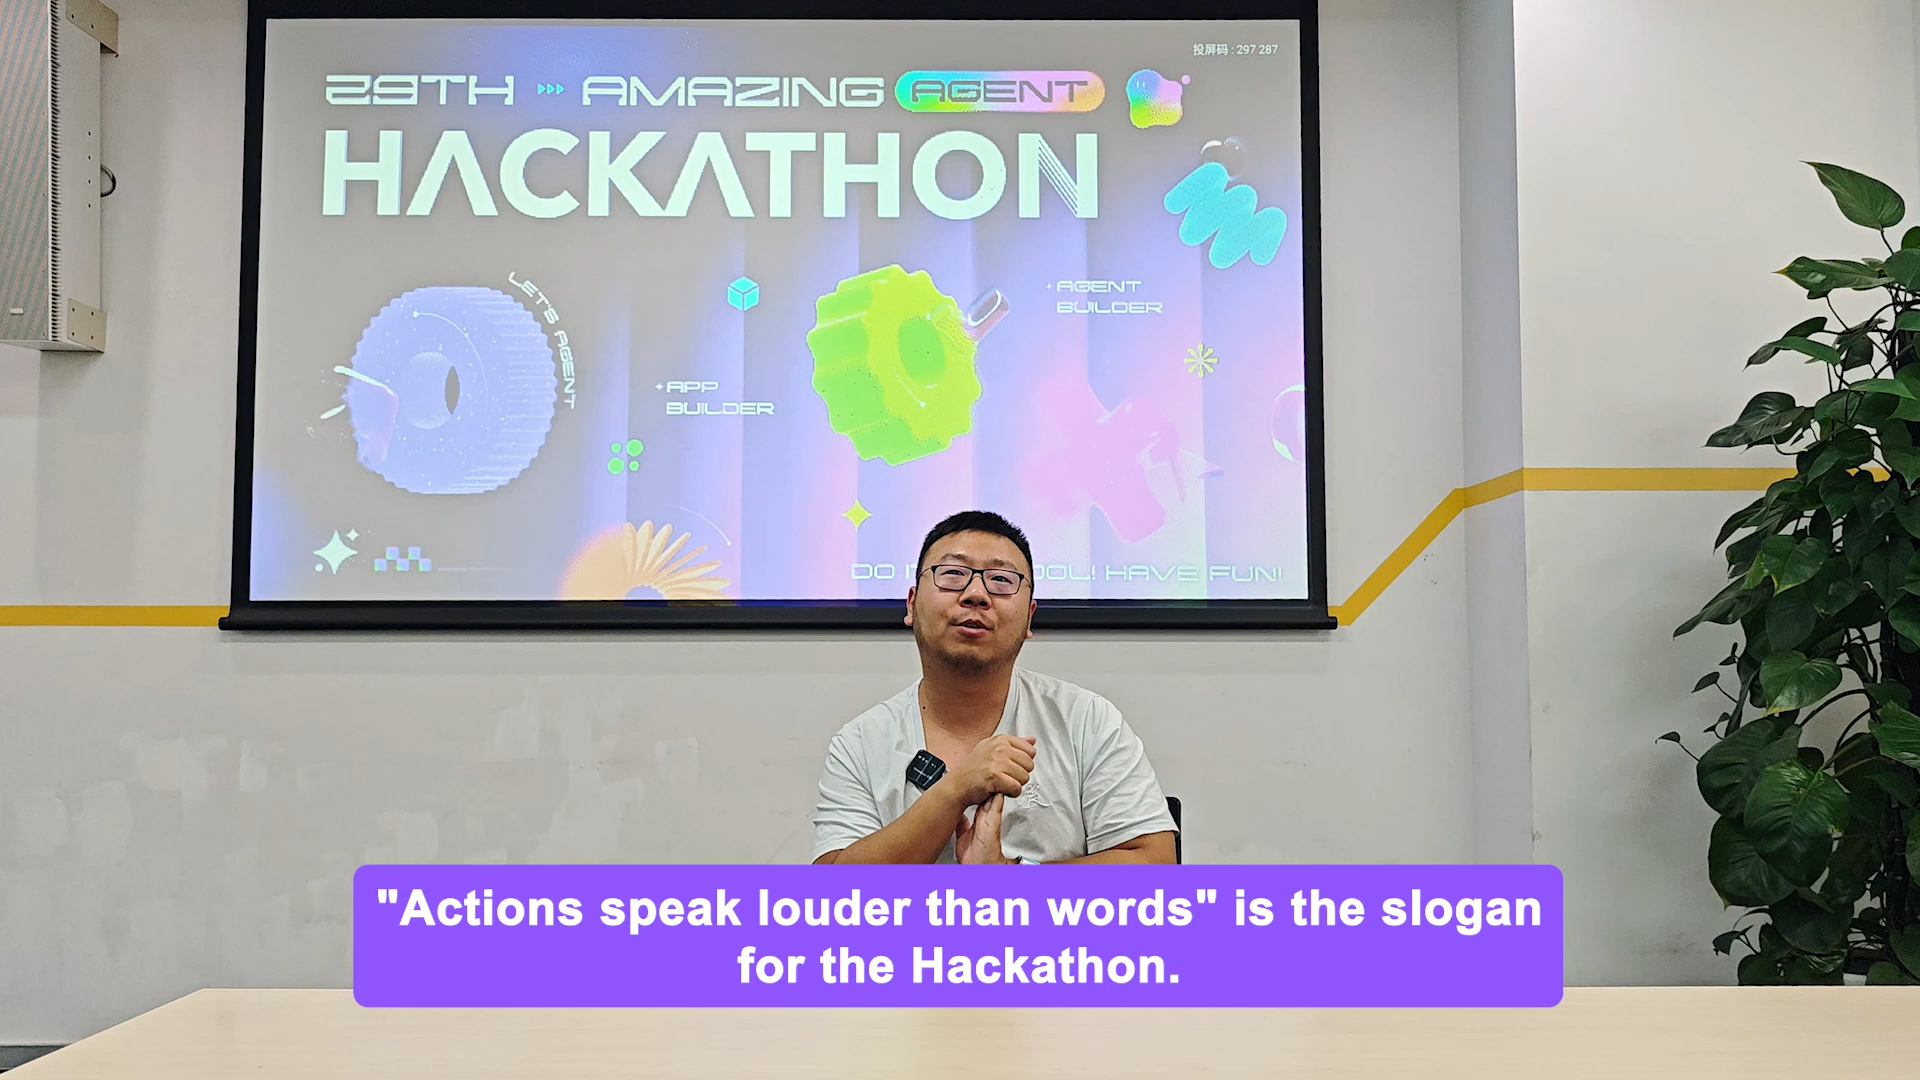 投屏码 : 297 287
29TH AMAZING AGENT
HACKATHON
LET'S AGENT
+ AGENT
BUILDER
+ APP
BUILDER
DO HAVE FUN!
"Actions speak louder than words" is the slogan
for the Hackathon.